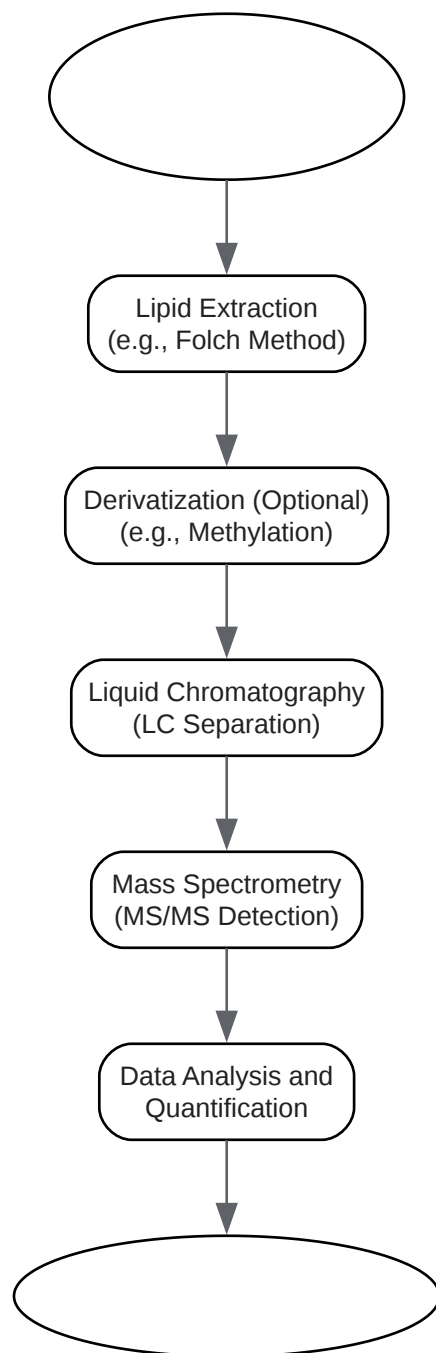 Lipid Extraction
(e.g., Folch Method)
Derivatization (Optional)
(e.g., Methylation)
Liquid Chromatography
(LC Separation)
Mass Spectrometry
(MS/MS Detection)
Data Analysis and
Quantification